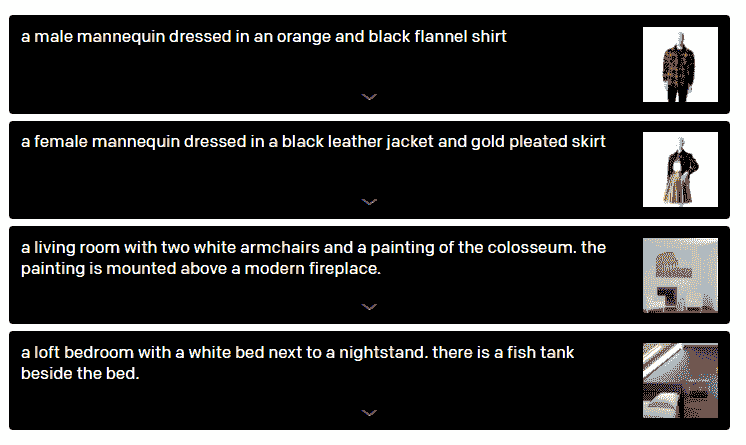 a male mannequin dressed in an orange and black flannel shirt
a female mannequin dressed in a black leather jacket and gold pleated skirt
a living room with two white armchairs and a painting of the colosseum. the
painting is mounted above a modern fireplace.
a loft bedroom with a white bed next to a nightstand. there is a fish tank
beside the bed.